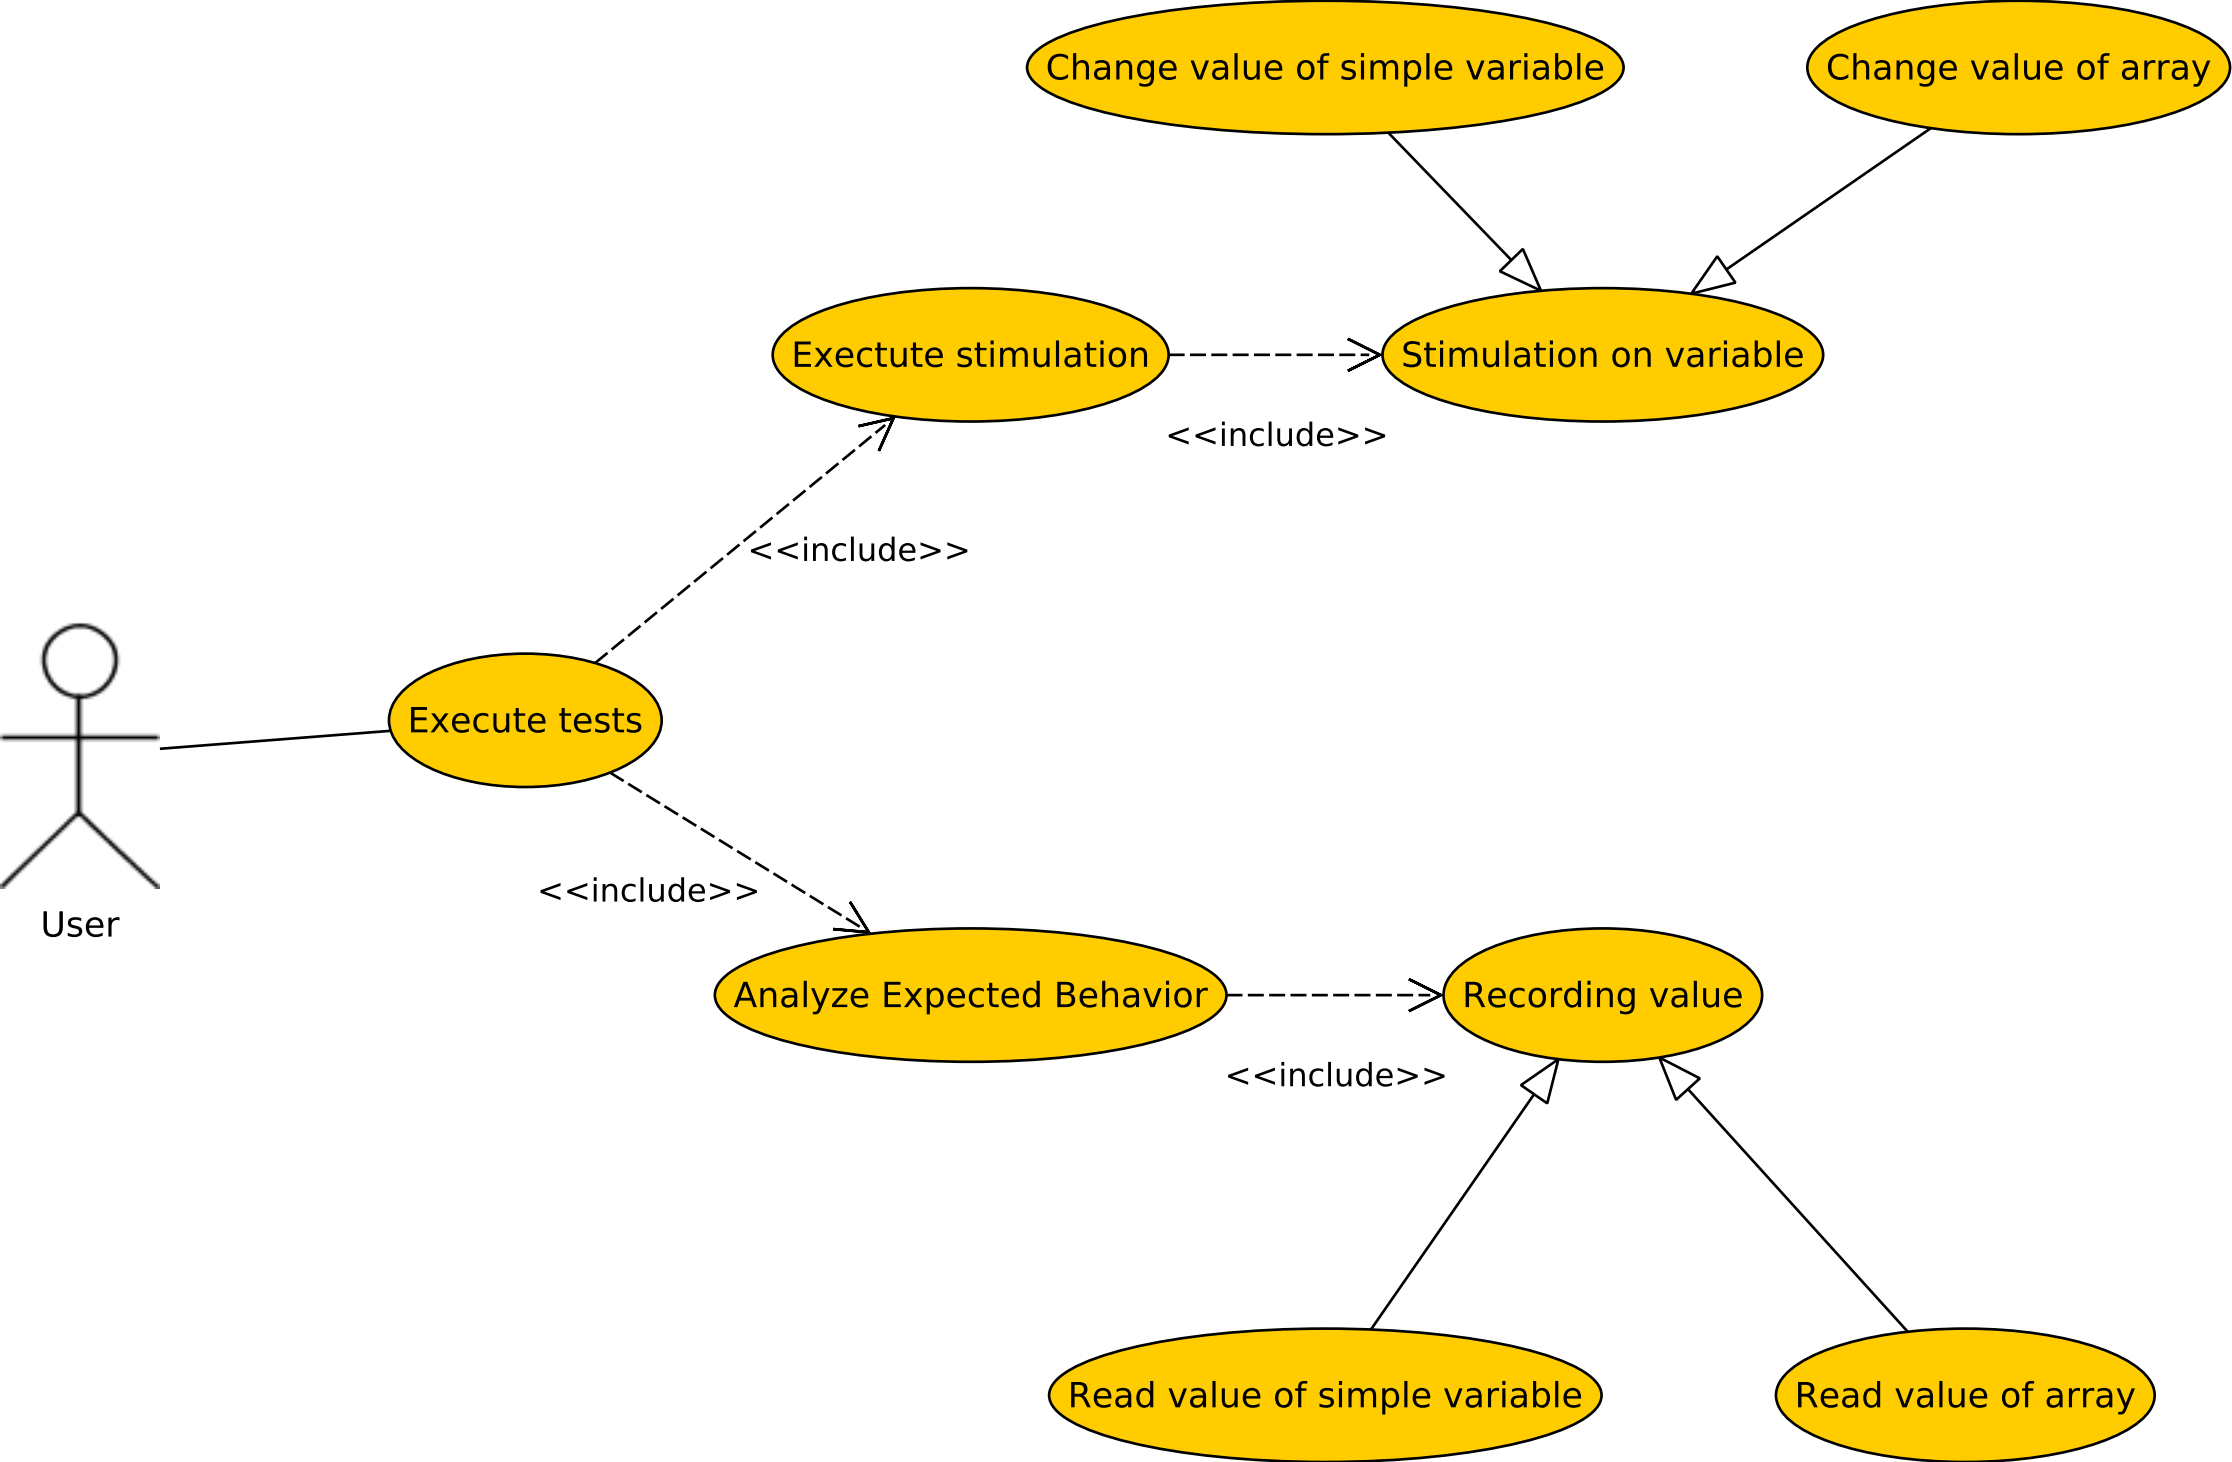 Change value of simple variable
Change value of array
Exectute stimulation
Stimulation on variable
<<include>>
<<include>>
Execute tests
<<include>>
User
Analyze Expected Behavior
Recording value
<<include>>
Read value of simple variable
Read value of array